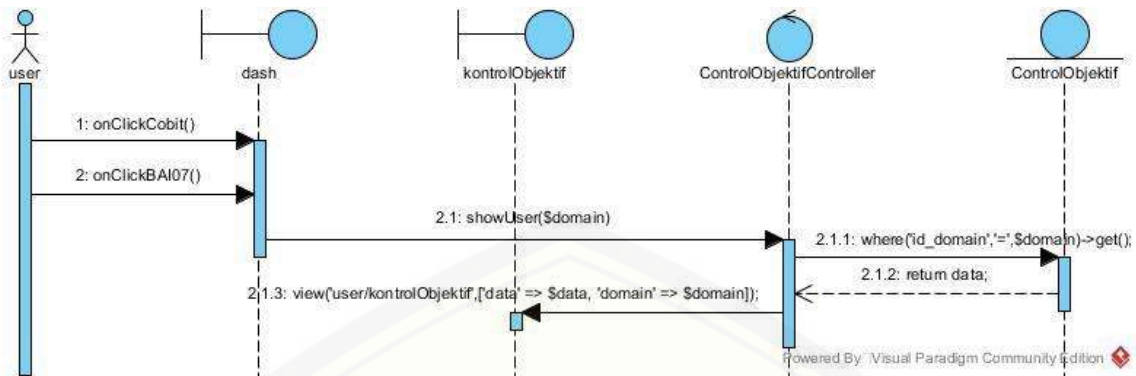 user
dash
kontrolObjektif
ControlObjektifController
ControlObjektif
1: onClickCobit()
2: onClickBAI07()
2.1: showUser($domain)
2.1.1: where('id_domain','=',$domain)->get();
2.1.2: return data;
2.1.3: view('user/kontrolObjektif',['data' => $data, 'domain' => $domain]);
Powered By Visual Paradigm Community Edition